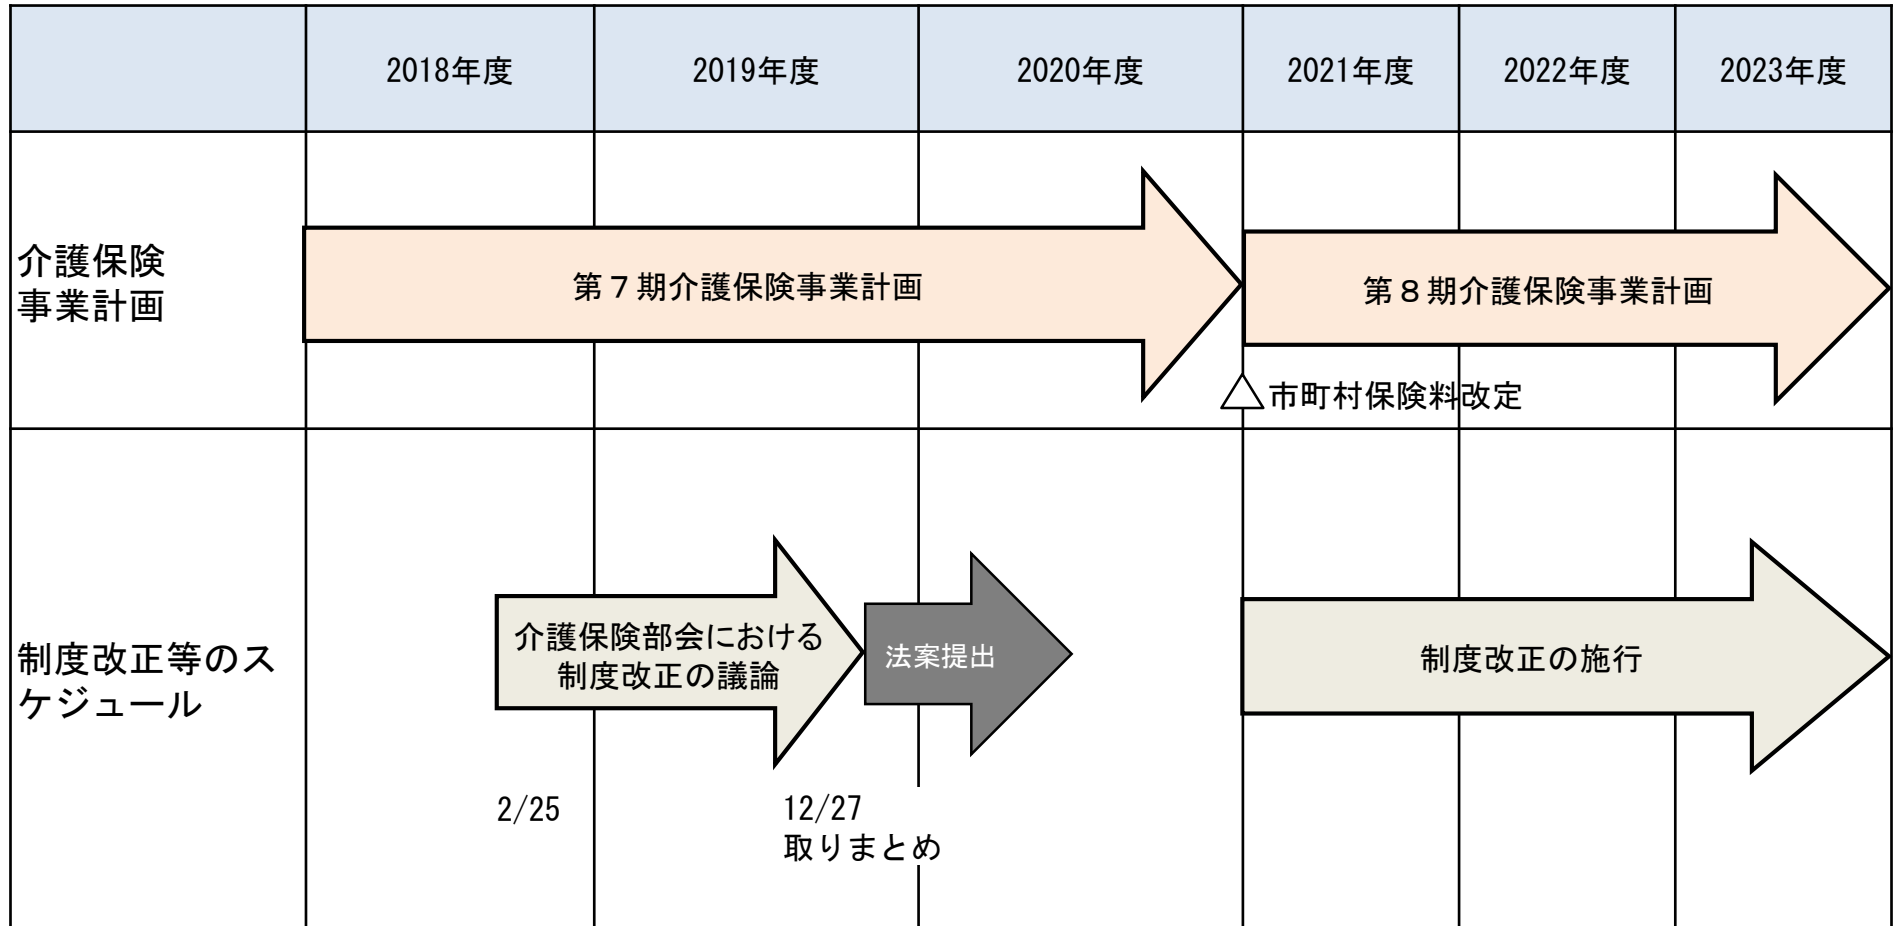 2018年度
2019年度
2020年度
2021年度
2022年度
2023年度
介護保険
事業計画
第７期介護保険事業計画
第８期介護保険事業計画
市町村保険料改定
制度改正等のス
ケジュール
介護保険部会における
制度改正の議論
法案提出
制度改正の施行
2/25
12/27
取りまとめ